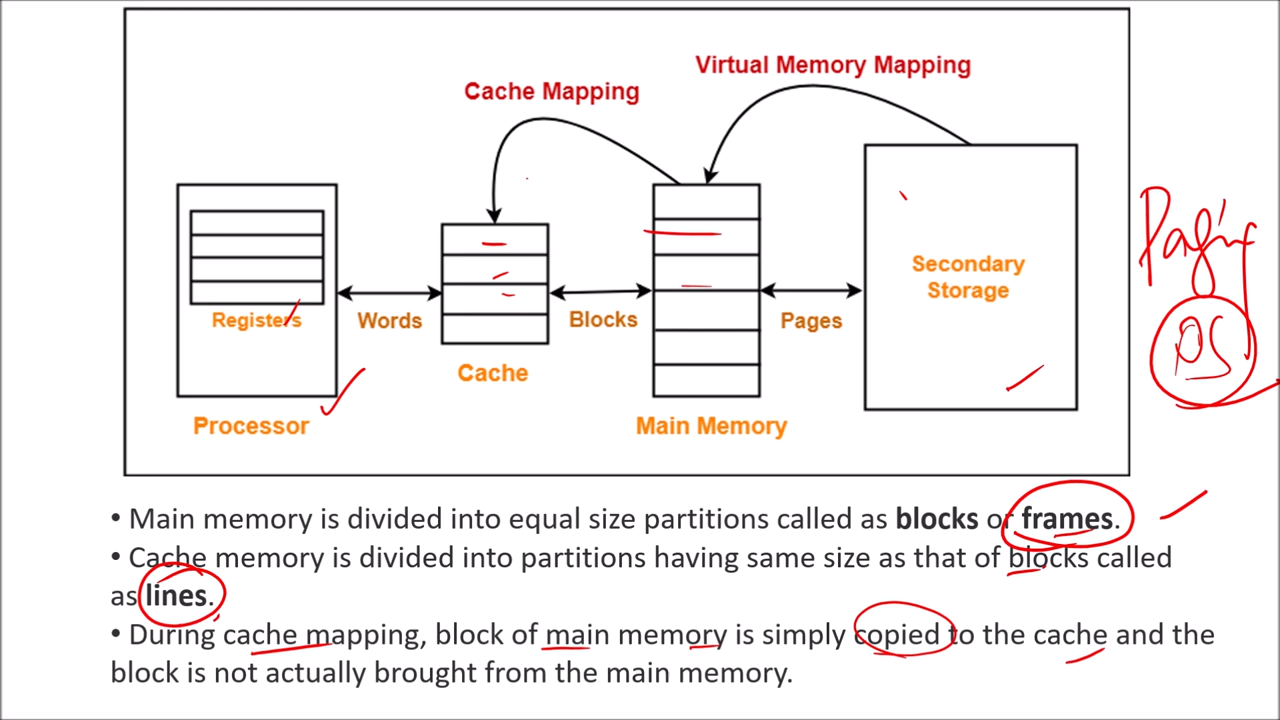 Virtual Memory Mapping
Cache Mapping
Registers
Words
Blocks
Pages
Secondary
Storage
Cache
Processor
Main Memory
Paging
OS
• Main memory is divided into equal size partitions called as blocks or frames.
• Cache memory is divided into partitions having same size as that of blocks called
as lines.
• During cache mapping, block of main memory is simply copied to the cache and the
block is not actually brought from the main memory.